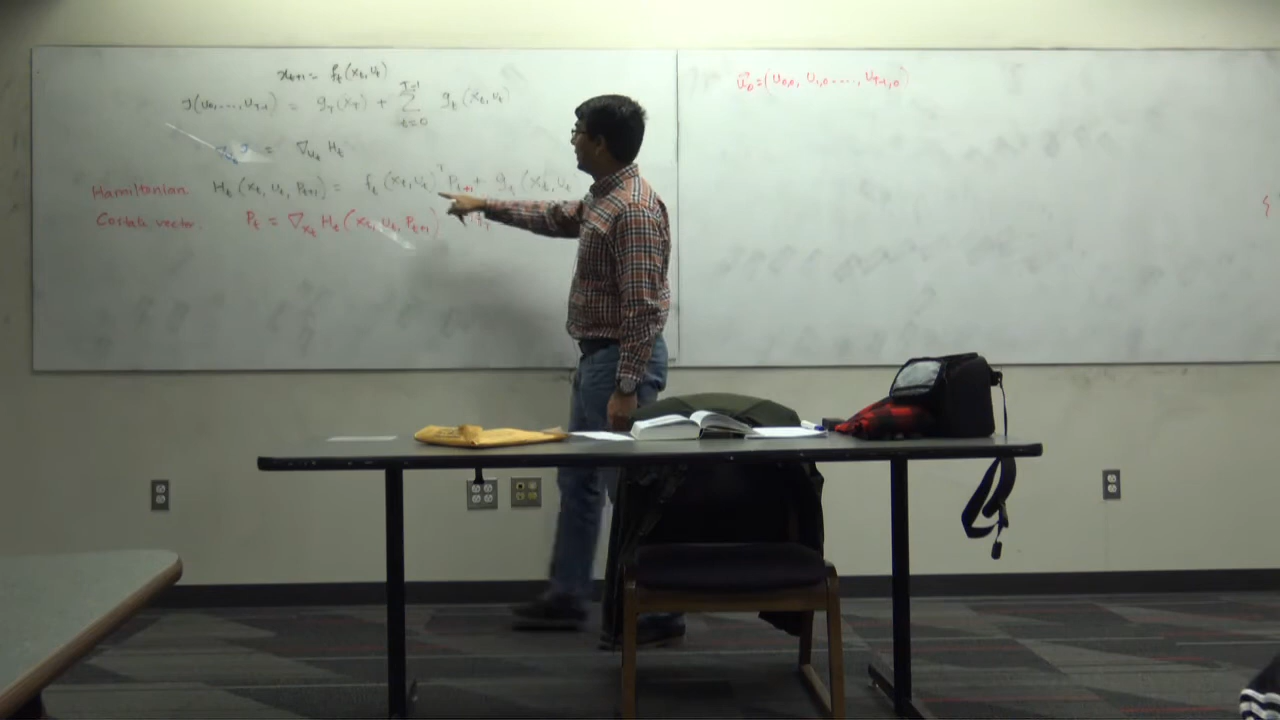 x_{t+1} = f_t(x_t, u_t)
J(u_0, ..., u_{T-1}) = g_T(x_T) + \sum_{t=0}^{T-1} g_t(x_t, u_t)
= ∇_{u_t} H_t
Hamiltonian H_t(x_t, u_t, P_{t+1}) = f_t(x_t, u_t)^T P_{t+1} + g_t(x_t, u_t
Costate vector. P_t = ∇_{x_t} H_t(x_t, u_t, P_{t+1})
u_0 = (u_{0,0}, u_{1,0}, ...., u_{T-1,0})